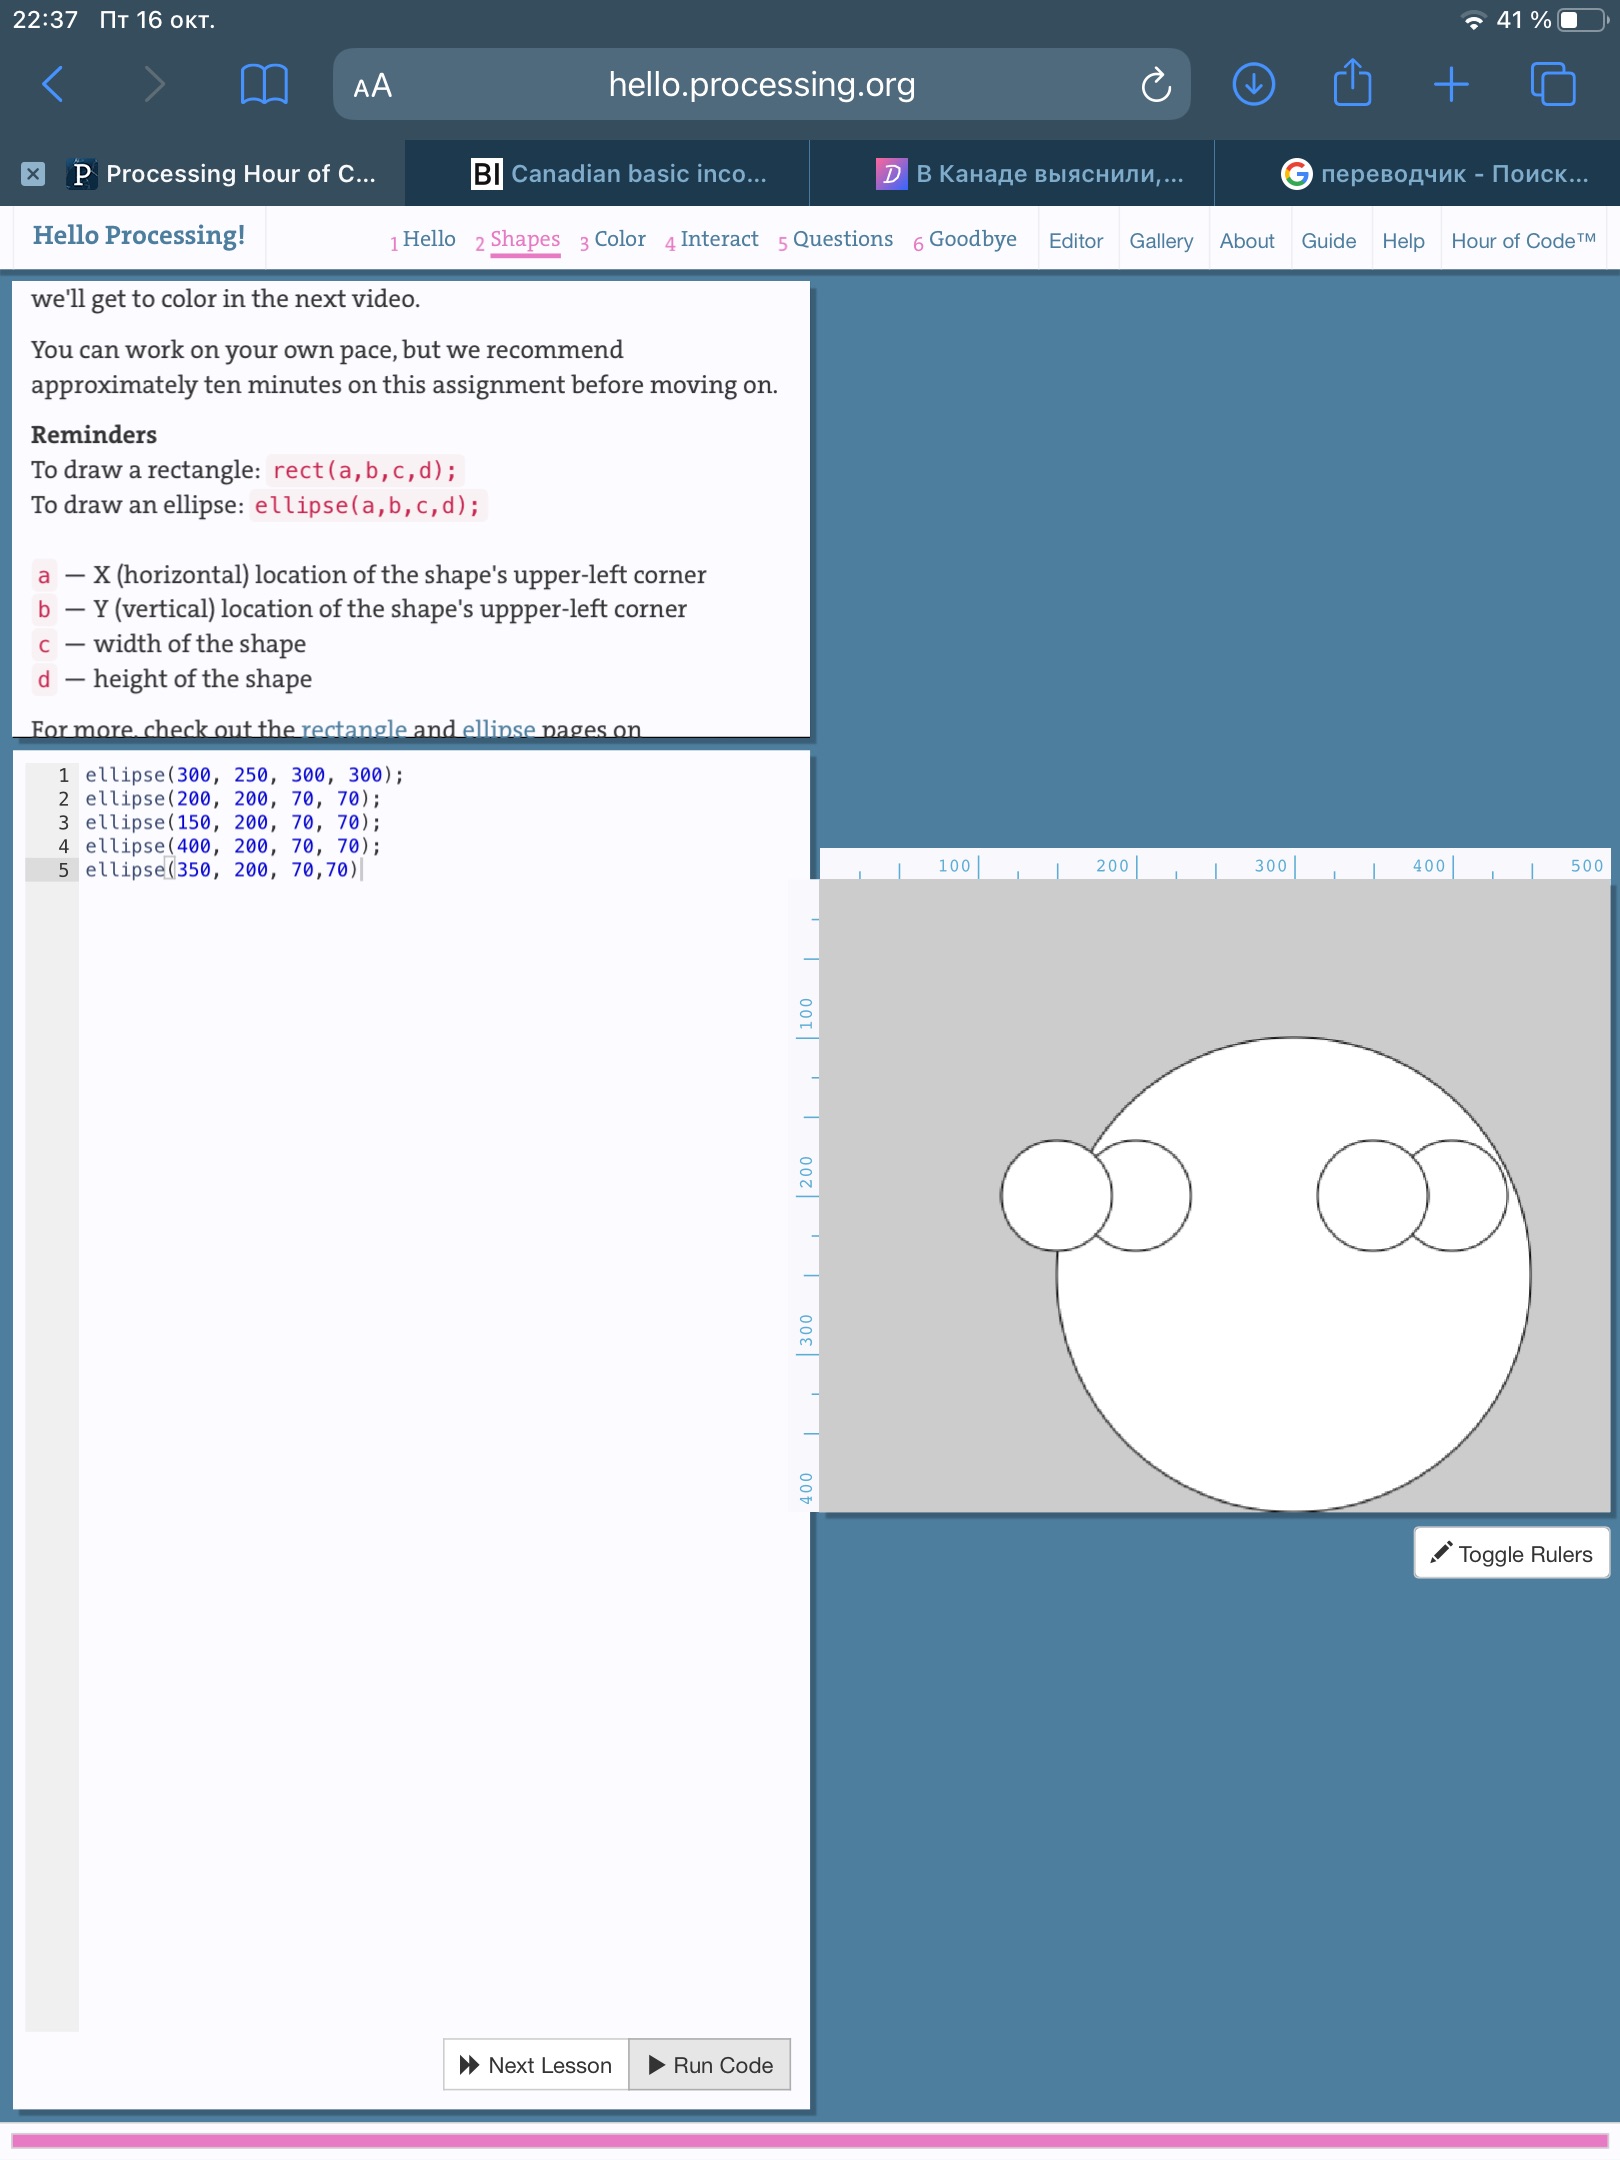 22:37 Пт 16 окт. 41 %
AA hello.processing.org
Processing Hour of C... BI Canadian basic inco... D В Канаде выяснили,... G переводчик - Поиск...
Hello Processing! 1 Hello 2 Shapes 3 Color 4 Interact 5 Questions 6 Goodbye Editor Gallery About Guide Help Hour of Code™
we'll get to color in the next video.
You can work on your own pace, but we recommend
approximately ten minutes on this assignment before moving on.
Reminders
To draw a rectangle: rect(a,b,c,d);
To draw an ellipse: ellipse(a,b,c,d);
a — X (horizontal) location of the shape's upper-left corner
b — Y (vertical) location of the shape's uppper-left corner
c — width of the shape
d — height of the shape
For more, check out the rectangle and ellipse pages on
1 ellipse(300, 250, 300, 300);
2 ellipse(200, 200, 70, 70);
3 ellipse(150, 200, 70, 70);
4 ellipse(400, 200, 70, 70);
5 ellipse(350, 200, 70,70)
100 200 300 400 500
100
200
300
400
Toggle Rulers
Next Lesson Run Code